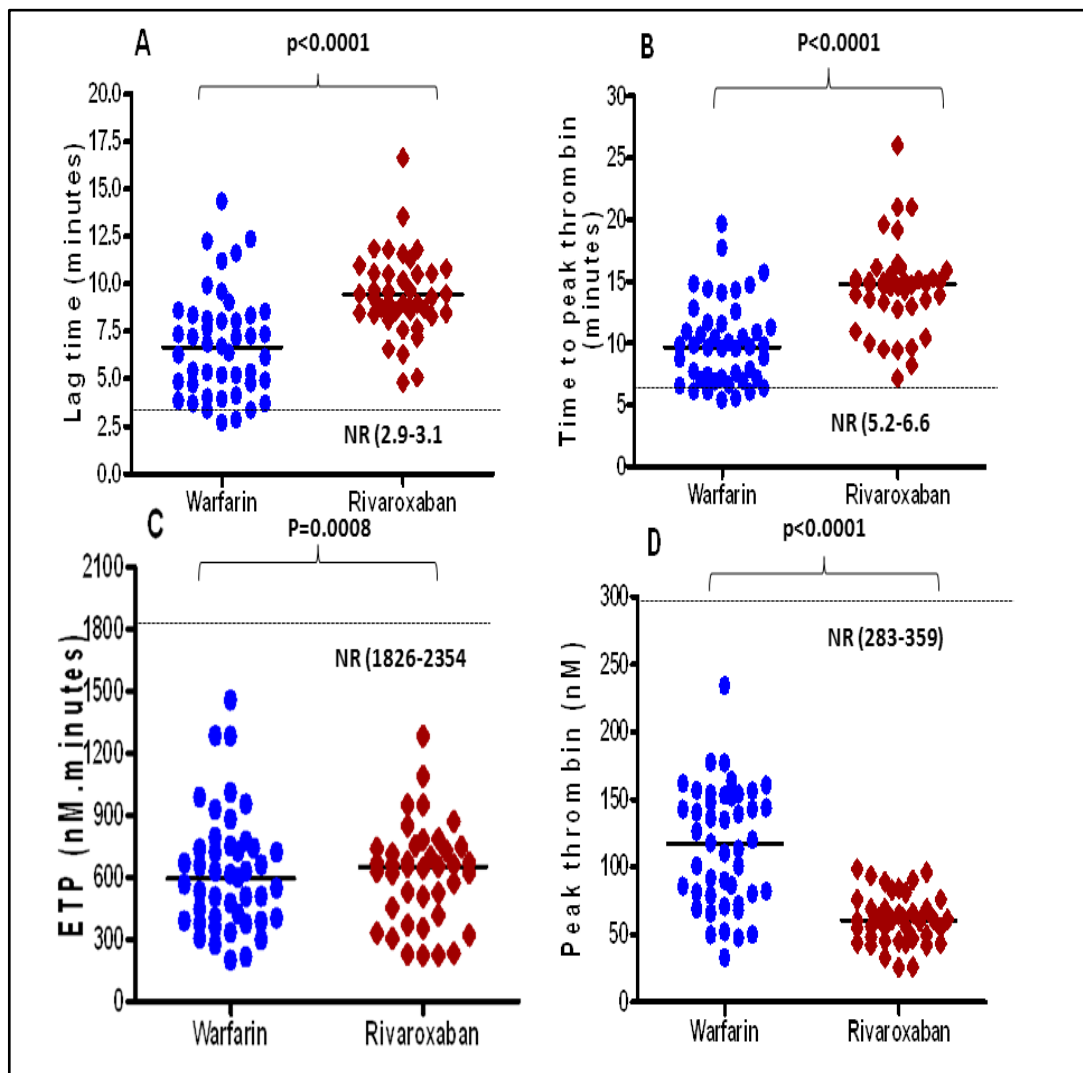 A
p<0.0001
Lag time (minutes)
20.0
17.5
15.0
12.5
10.0
7.5
5.0
2.5
0.0
NR (2.9-3.1
Warfarin
Rivaroxaban
B
P<0.0001
Time to peak thrombin
(minutes)
30
25
20
15
10
5
0
NR (5.2-6.6
Warfarin
Rivaroxaban
C
P=0.0008
ETP (nM.minutes)
2100
1800
1500
1200
900
600
300
0
NR (1826-2354
Warfarin
Rivaroxaban
D
p<0.0001
Peak thrombin (nM)
300
250
200
150
100
50
0
NR (283-359)
Warfarin
Rivaroxaban